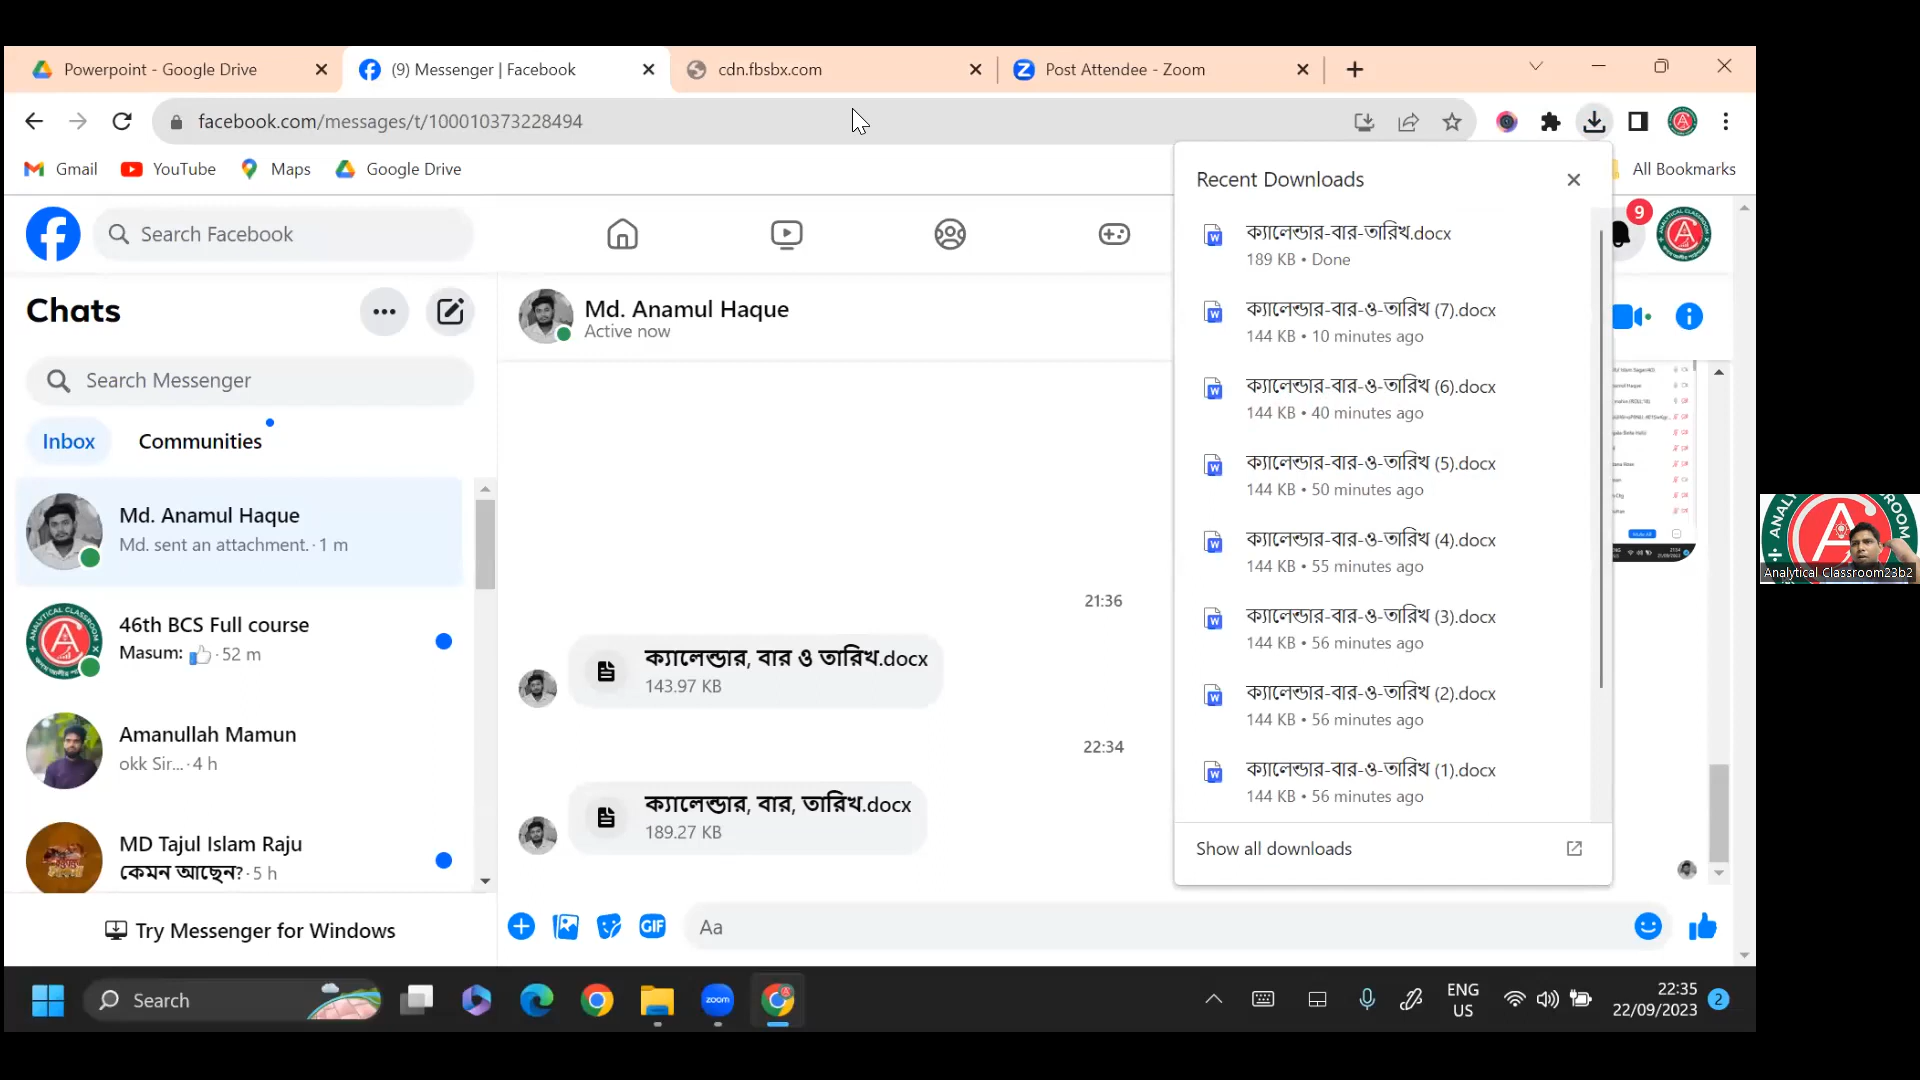 Powerpoint - Google Drive
(9) Messenger | Facebook
cdn.fbsbx.com
Post Attendee - Zoom
facebook.com/messages/t/100010373228494
Gmail
YouTube
Maps
Google Drive
All Bookmarks
Search Facebook
9
Chats
Search Messenger
Inbox
Communities
Md. Anamul Haque
Md. sent an attachment. · 1 m
46th BCS Full course
Masum: 👍 · 52 m
Amanullah Mamun
okk Sir... · 4 h
MD Tajul Islam Raju
কেমন আছেন? · 5 h
Try Messenger for Windows
Md. Anamul Haque
Active now
21:36
ক্যালেন্ডার, বার ও তারিখ.docx
143.97 KB
22:34
ক্যালেন্ডার, বার, তারিখ.docx
189.27 KB
GIF
Aa
Recent Downloads
ক্যালেন্ডার-বার-তারিখ.docx
189 KB • Done
ক্যালেন্ডার-বার-ও-তারিখ (7).docx
144 KB • 10 minutes ago
ক্যালেন্ডার-বার-ও-তারিখ (6).docx
144 KB • 40 minutes ago
ক্যালেন্ডার-বার-ও-তারিখ (5).docx
144 KB • 50 minutes ago
ক্যালেন্ডার-বার-ও-তারিখ (4).docx
144 KB • 55 minutes ago
ক্যালেন্ডার-বার-ও-তারিখ (3).docx
144 KB • 56 minutes ago
ক্যালেন্ডার-বার-ও-তারিখ (2).docx
144 KB • 56 minutes ago
ক্যালেন্ডার-বার-ও-তারিখ (1).docx
144 KB • 56 minutes ago
Show all downloads
Analytical Classroom23b2
Search
zoom
ENG
US
22:35
22/09/2023
2